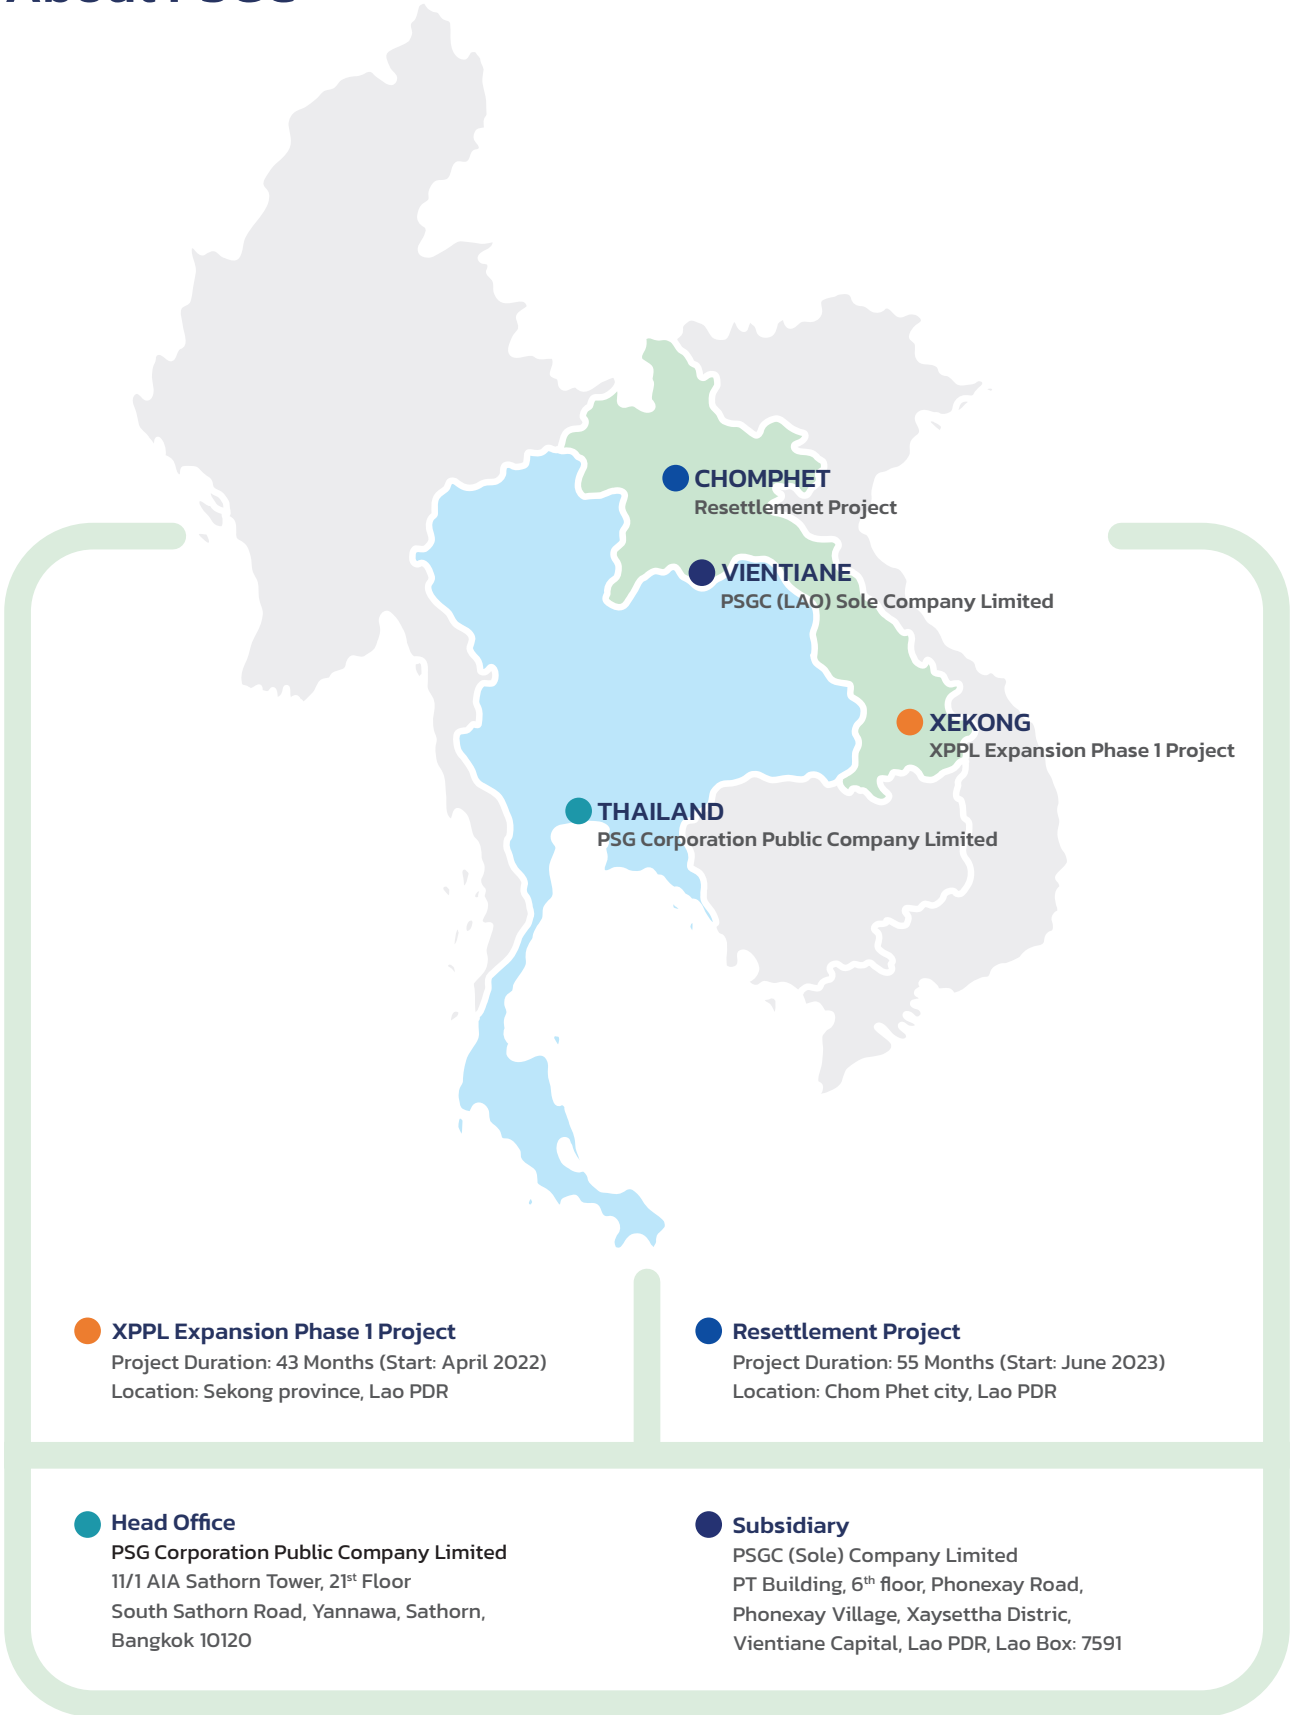 About PSGC
CHOMPHET
Resettlement Project
VIENTIANE
PSGC (LAO) Sole Company Limited
XEKONG
XPPL Expansion Phase 1 Project
THAILAND
PSG Corporation Public Company Limited
XPPL Expansion Phase 1 Project
Project Duration: 43 Months (Start: April 2022)
Location: Sekong province, Lao PDR
Resettlement Project
Project Duration: 55 Months (Start: June 2023)
Location: Chom Phet city, Lao PDR
Head Office
PSG Corporation Public Company Limited
11/1 AIA Sathorn Tower, 21st Floor
South Sathorn Road, Yannawa, Sathorn,
Bangkok 10120
Subsidiary
PSGC (Sole) Company Limited
PT Building, 6th floor, Phonexay Road,
Phonexay Village, Xaysettha Distric,
Vientiane Capital, Lao PDR, Lao Box: 7591